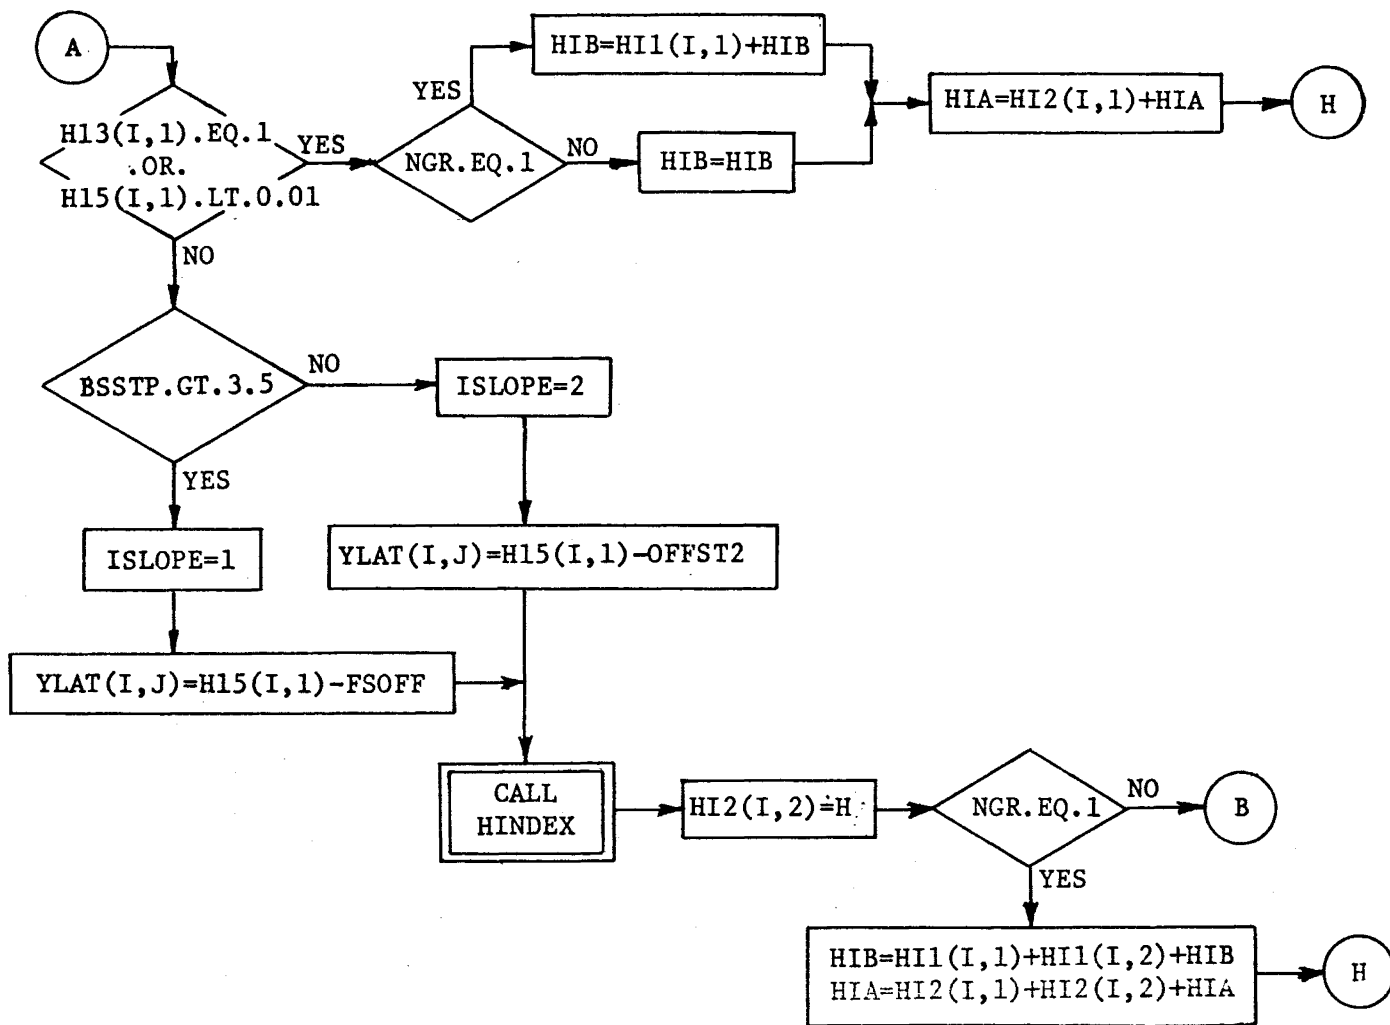 A
H13(I,1).EQ.1
.OR.
H15(I,1).LT.0.01
YES
NO
NGR.EQ.1
YES
NO
HIB=HI1(I,1)+HIB
HIB=HIB
HIA=HI2(I,1)+HIA
H
BSSTP.GT.3.5
NO
YES
ISLOPE=2
ISLOPE=1
YLAT(I,J)=H15(I,1)-OFFST2
YLAT(I,J)=H15(I,1)-FSOFF
CALL
HINDEX
HI2(I,2)=H
NGR.EQ.1
NO
B
YES
HIB=HI1(I,1)+HI1(I,2)+HIB
HIA=HI2(I,1)+HI2(I,2)+HIA
H